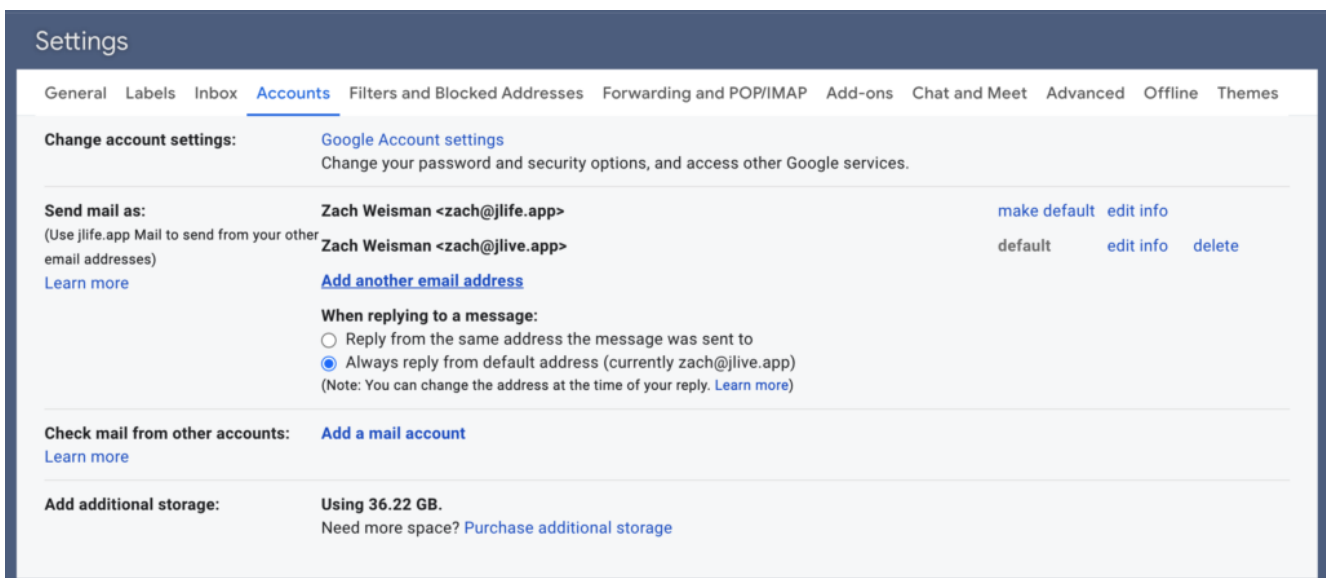 Settings
General Labels Inbox Accounts Filters and Blocked Addresses Forwarding and POP/IMAP Add-ons Chat and Meet Advanced Offline Themes
Change account settings: Google Account settings
Change your password and security options, and access other Google services.
Send mail as: Zach Weisman <zach@jlife.app> make default edit info
(Use jlife.app Mail to send from your other
email addresses)
Learn more
Zach Weisman <zach@jlive.app> default edit info delete
Add another email address
When replying to a message:
Reply from the same address the message was sent to
Always reply from default address (currently zach@jlive.app)
(Note: You can change the address at the time of your reply. Learn more)
Check mail from other accounts: Add a mail account
Learn more
Add additional storage: Using 36.22 GB.
Need more space? Purchase additional storage